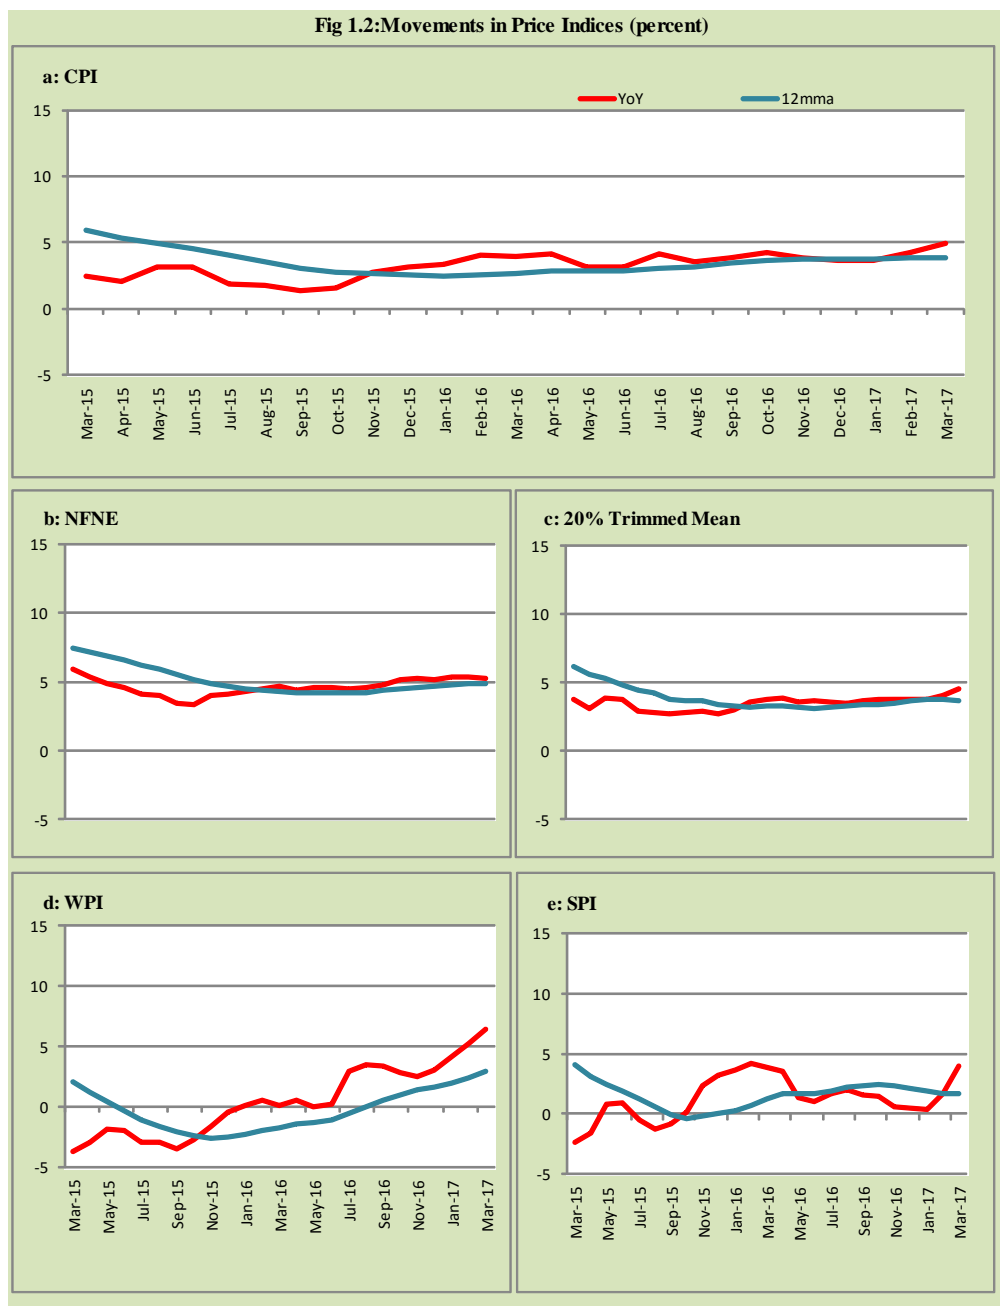 Fig 1.2:Movements in Price Indices (percent)
a: CPI
YoY 12mma
15
10
5
0
-5
Mar-15 Apr-15 May-15 Jun-15 Jul-15 Aug-15 Sep-15 Oct-15 Nov-15 Dec-15 Jan-16 Feb-16 Mar-16 Apr-16 May-16 Jun-16 Jul-16 Aug-16 Sep-16 Oct-16 Nov-16 Dec-16 Jan-17 Feb-17 Mar-17
b: NFNE
15
10
5
0
-5
c: 20% Trimmed Mean
15
10
5
0
-5
d: WPI
15
10
5
0
-5
Mar-15 May-15 Jul-15 Sep-15 Nov-15 Jan-16 Mar-16 May-16 Jul-16 Sep-16 Nov-16 Jan-17 Mar-17
e: SPI
15
10
5
0
-5
Mar-15 May-15 Jul-15 Sep-15 Nov-15 Jan-16 Mar-16 May-16 Jul-16 Sep-16 Nov-16 Jan-17 Mar-17